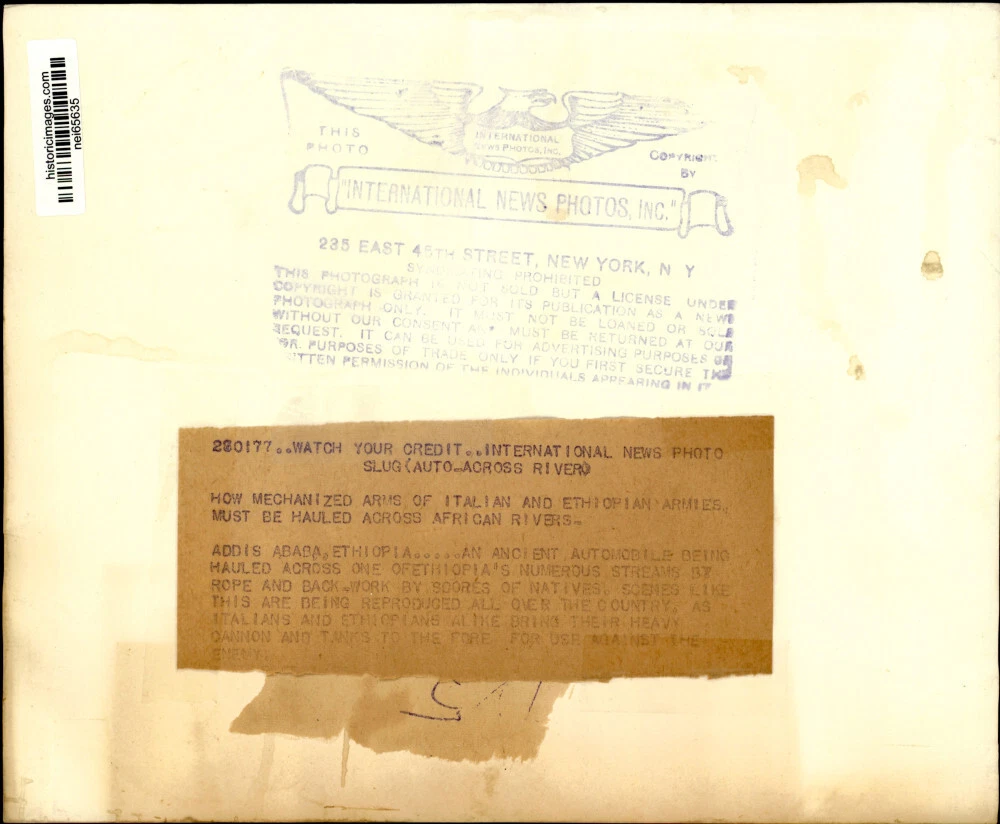 historicimages.com
nei65635
THIS
PHOTO
INTERNATIONAL
NEWS PHOTOS, INC.
COPYRIGHT
BY
"INTERNATIONAL NEWS PHOTOS, INC."
235 EAST 45TH STREET, NEW YORK, N Y
SYNDICATING PROHIBITED
THIS PHOTOGRAPH IS NOT SOLD BUT A LICENSE UNDER
COPYRIGHT IS GRANTED FOR ITS PUBLICATION AS A NEWS
PHOTOGRAPH ONLY. IT MUST NOT BE LOANED OR SOLD
WITHOUT OUR CONSENT MUST BE RETURNED AT OUR
REQUEST. IT CAN BE USED FOR ADVERTISING PURPOSES OR
FOR PURPOSES OF TRADE ONLY IF YOU FIRST SECURE THE
WRITTEN PERMISSION OF THE INDIVIDUALS APPEARING IN IT
280177..WATCH YOUR CREDIT..INTERNATIONAL NEWS PHOTO
SLUG(AUTO-ACROSS RIVER)
HOW MECHANIZED ARMS OF ITALIAN AND ETHIOPIAN ARMIES
MUST BE HAULED ACROSS AFRICAN RIVERS-
ADDIS ABABA,ETHIOPIA.....AN ANCIENT AUTOMOBILE BEING
HAULED ACROSS ONE OFETHIOPIA'S NUMEROUS STREAMS BY
ROPE AND BACK-WORK BY SCORES OF NATIVES. SCENES LIKE
THIS ARE BEING REPRODUCED ALL OVER THE COUNTRY, AS
ITALIANS AND ETHIOPIANS ALIKE BRING THEIR HEAVY
CANNON AND TANKS TO THE FORE FOR USE AGAINST THE
ENEMY.